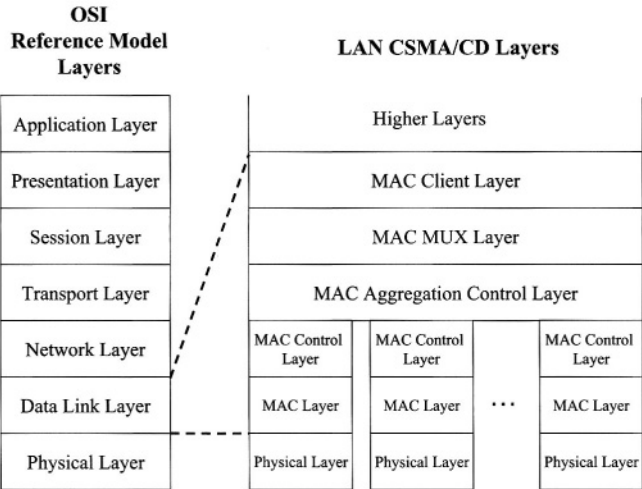 OSI
Reference Model
Layers
LAN CSMA/CD Layers
Application Layer
Presentation Layer
Session Layer
Transport Layer
Network Layer
Data Link Layer
Physical Layer
Higher Layers
MAC Client Layer
MAC MUX Layer
MAC Aggregation Control Layer
MAC Control
Layer
MAC Control
Layer
MAC Control
Layer
MAC Layer
MAC Layer
...
MAC Layer
Physical Layer
Physical Layer
Physical Layer